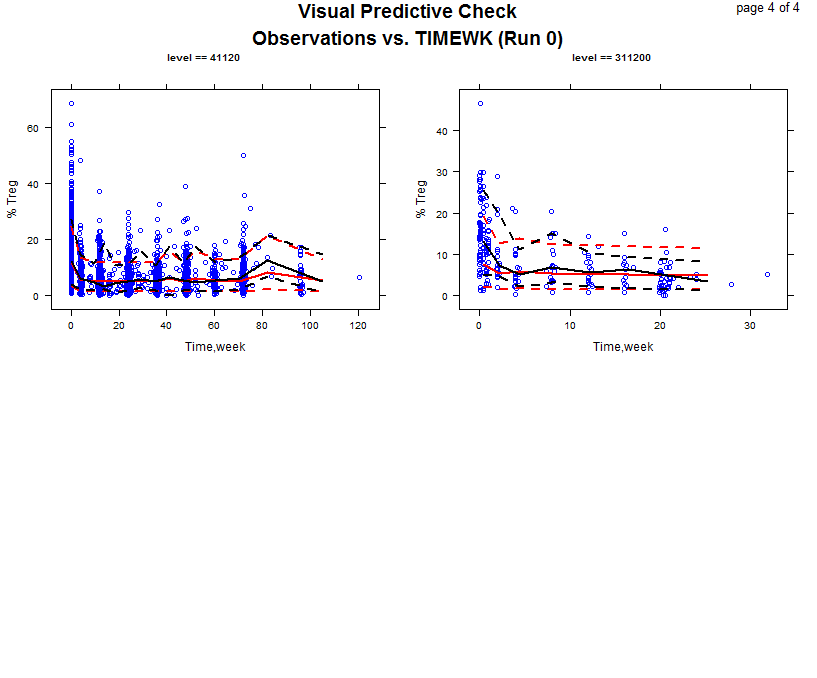 page 4 of 4
Visual Predictive Check
Observations vs. TIMEWK (Run 0)
level == 41120
level == 311200
60
40
20
0
% Treg
0 20 40 60 80 100 120
Time,week
40
30
20
10
0
% Treg
0 10 20 30
Time,week